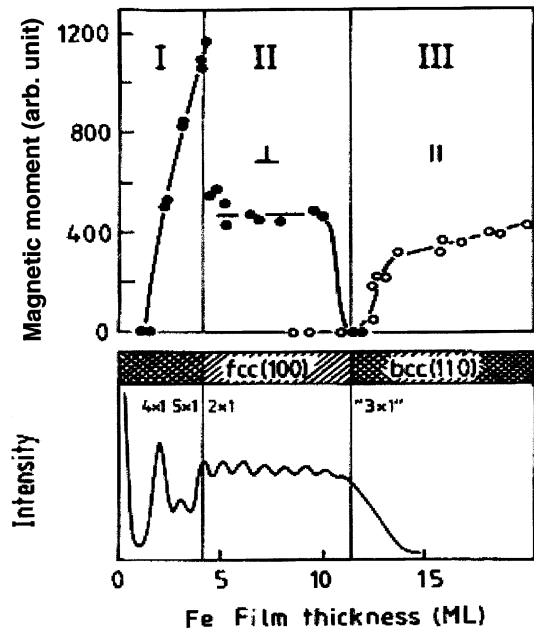 1200
I
II
III
800
⊥
॥
400
0
Magnetic moment (arb. unit)
fcc(100)
bcc(110)
4×1 5×1
2×1
"3×1"
Intensity
0
5
10
15
Fe Film thickness (ML)